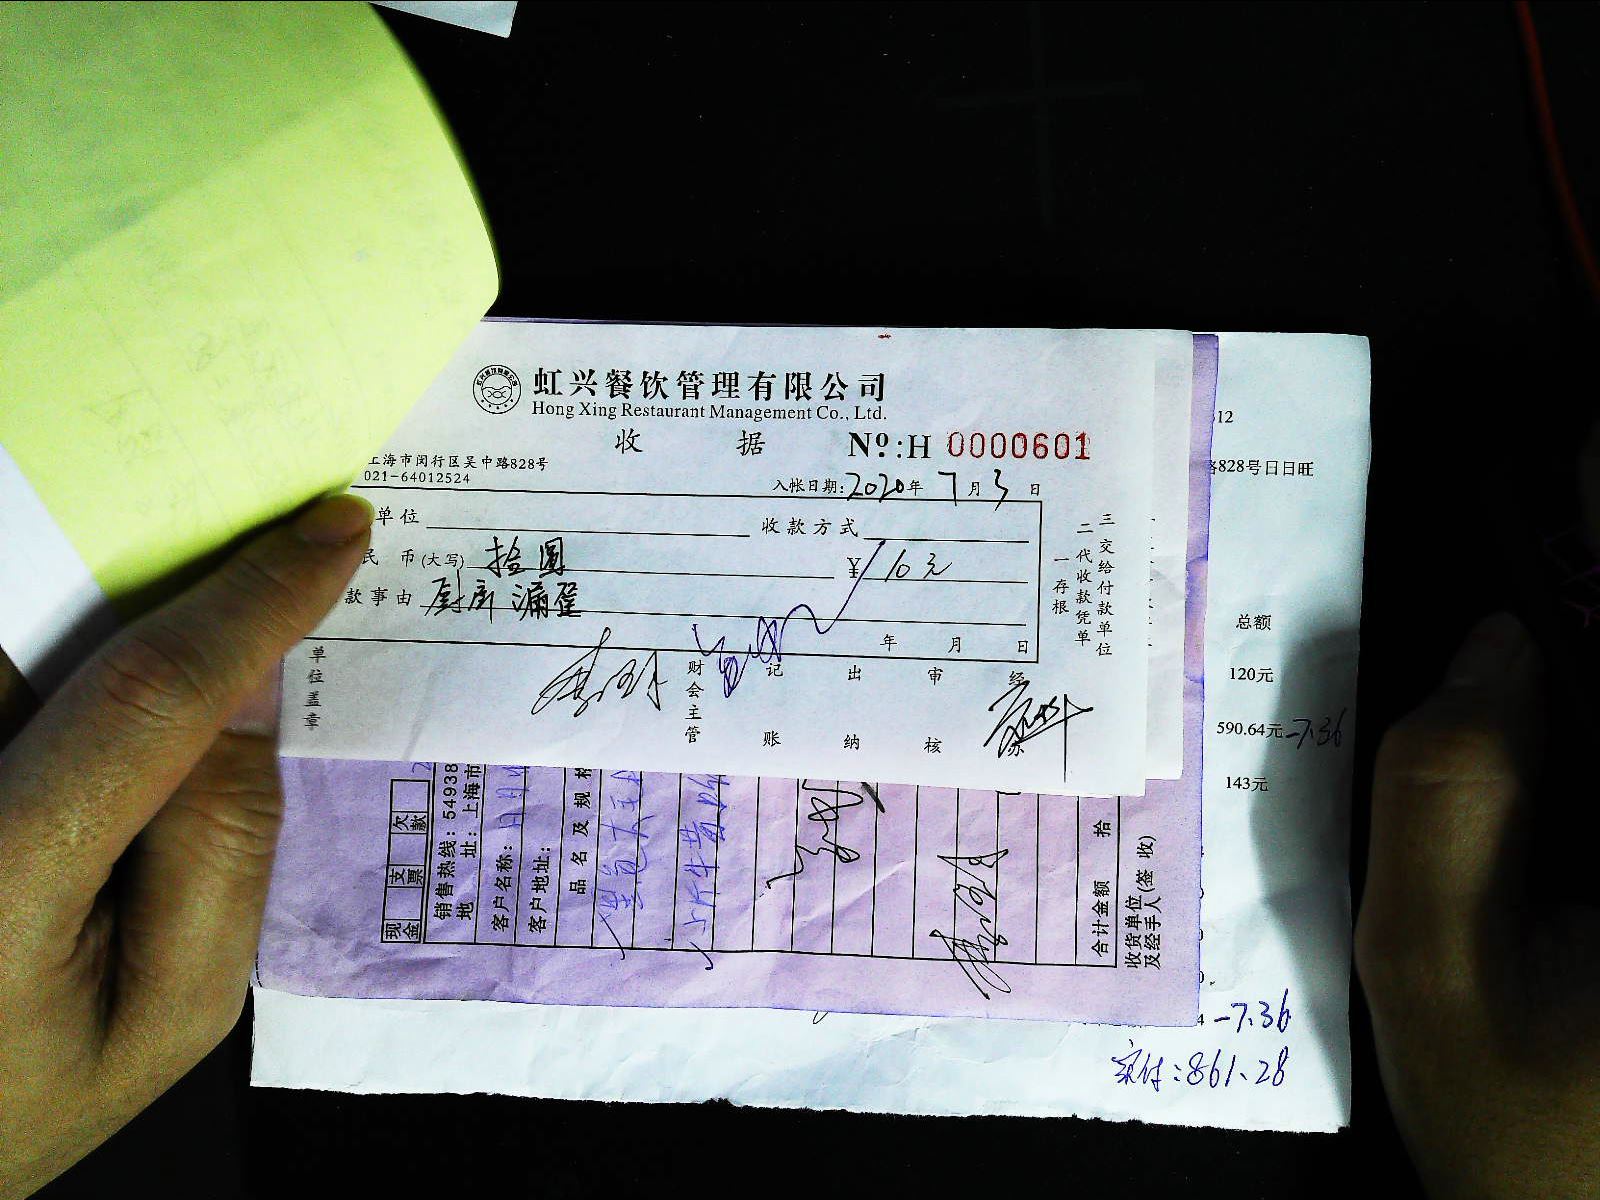 虹兴餐饮管理有限公司
Hong Xing Restaurant Management Co., Ltd.
收 据 Nº:H 0000601
上海市闵行区吴中路828号
021-64012524
入帐日期:2020年 7月 3日
单位 收款方式
民 币(大写) 拾圆 ¥ 10元
款事由 厨房漏
年 月 日
一存根
二代收款凭单
三交给付款单位
单位盖章
财会主管
记账
出纳
审核
经
12
路828号日日旺
总额
120元
590.64元 -7.36
143元
4 -7.36
实付:861.28
现金
支票
欠款
销售热线: 54938
地 址: 上海市
客户名称:
客户地址:
品名及规格
合计金额 拾
收货单位(签收)
及经手人